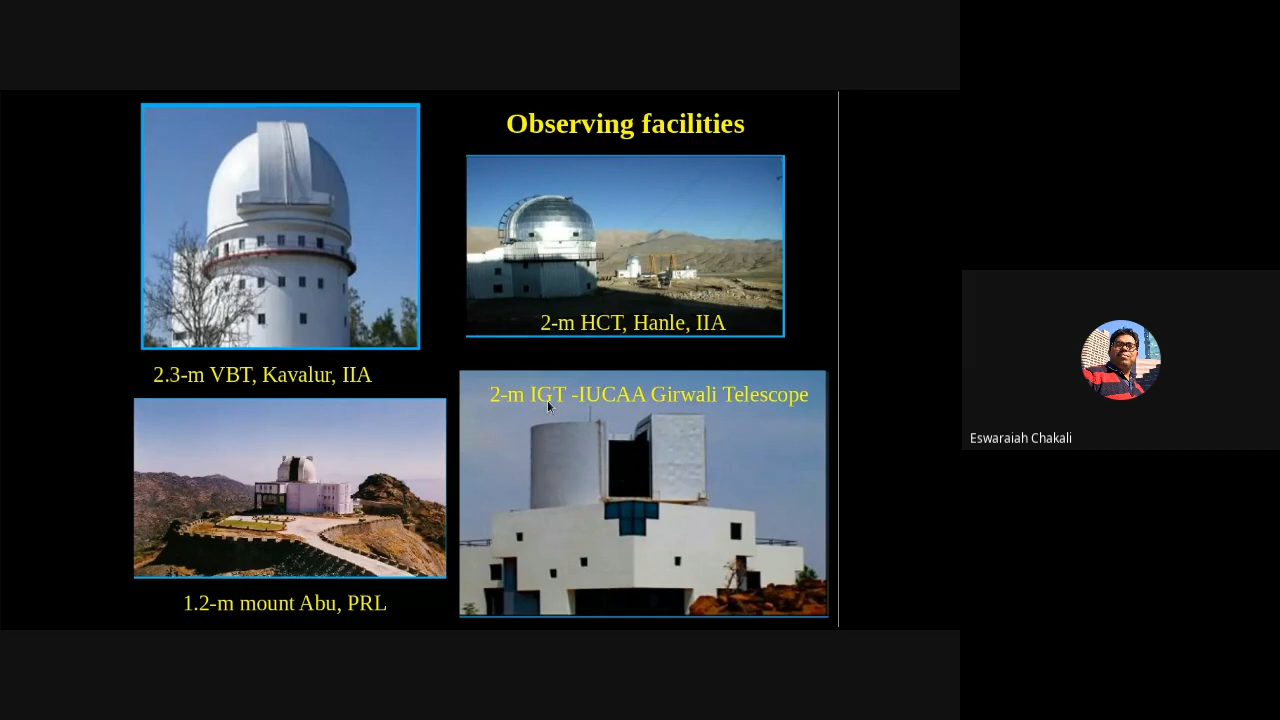 Observing facilities
2-m HCT, Hanle, IIA
2.3-m VBT, Kavalur, IIA
2-m IGT -IUCAA Girwali Telescope
1.2-m mount Abu, PRL
Eswaraiah Chakali